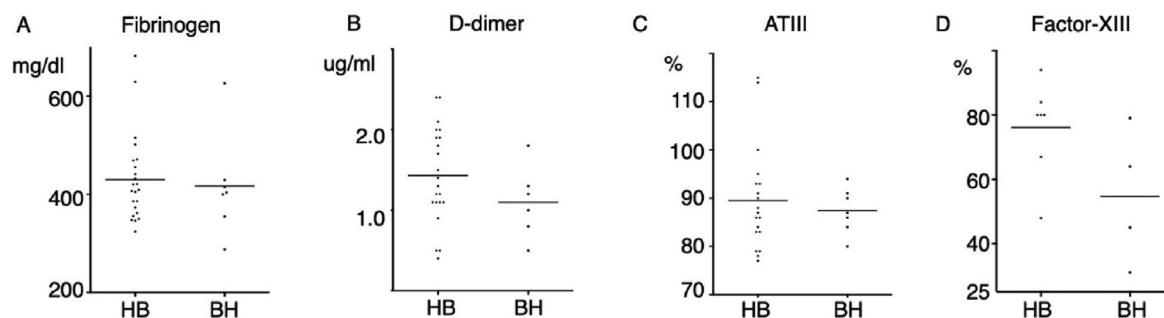 A Fibrinogen
mg/dl
600
400
200
HB BH
B D-dimer
ug/ml
2.0
1.0
HB BH
C ATIII
%
110
100
90
80
70
HB BH
D Factor-XIII
%
80
60
40
25
HB BH